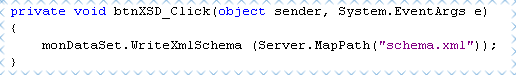 private void btnXSD_Click(object sender, System.EventArgs e)
{
    monDataSet.WriteXmlSchema (Server.MapPath("schema.xml"));
}